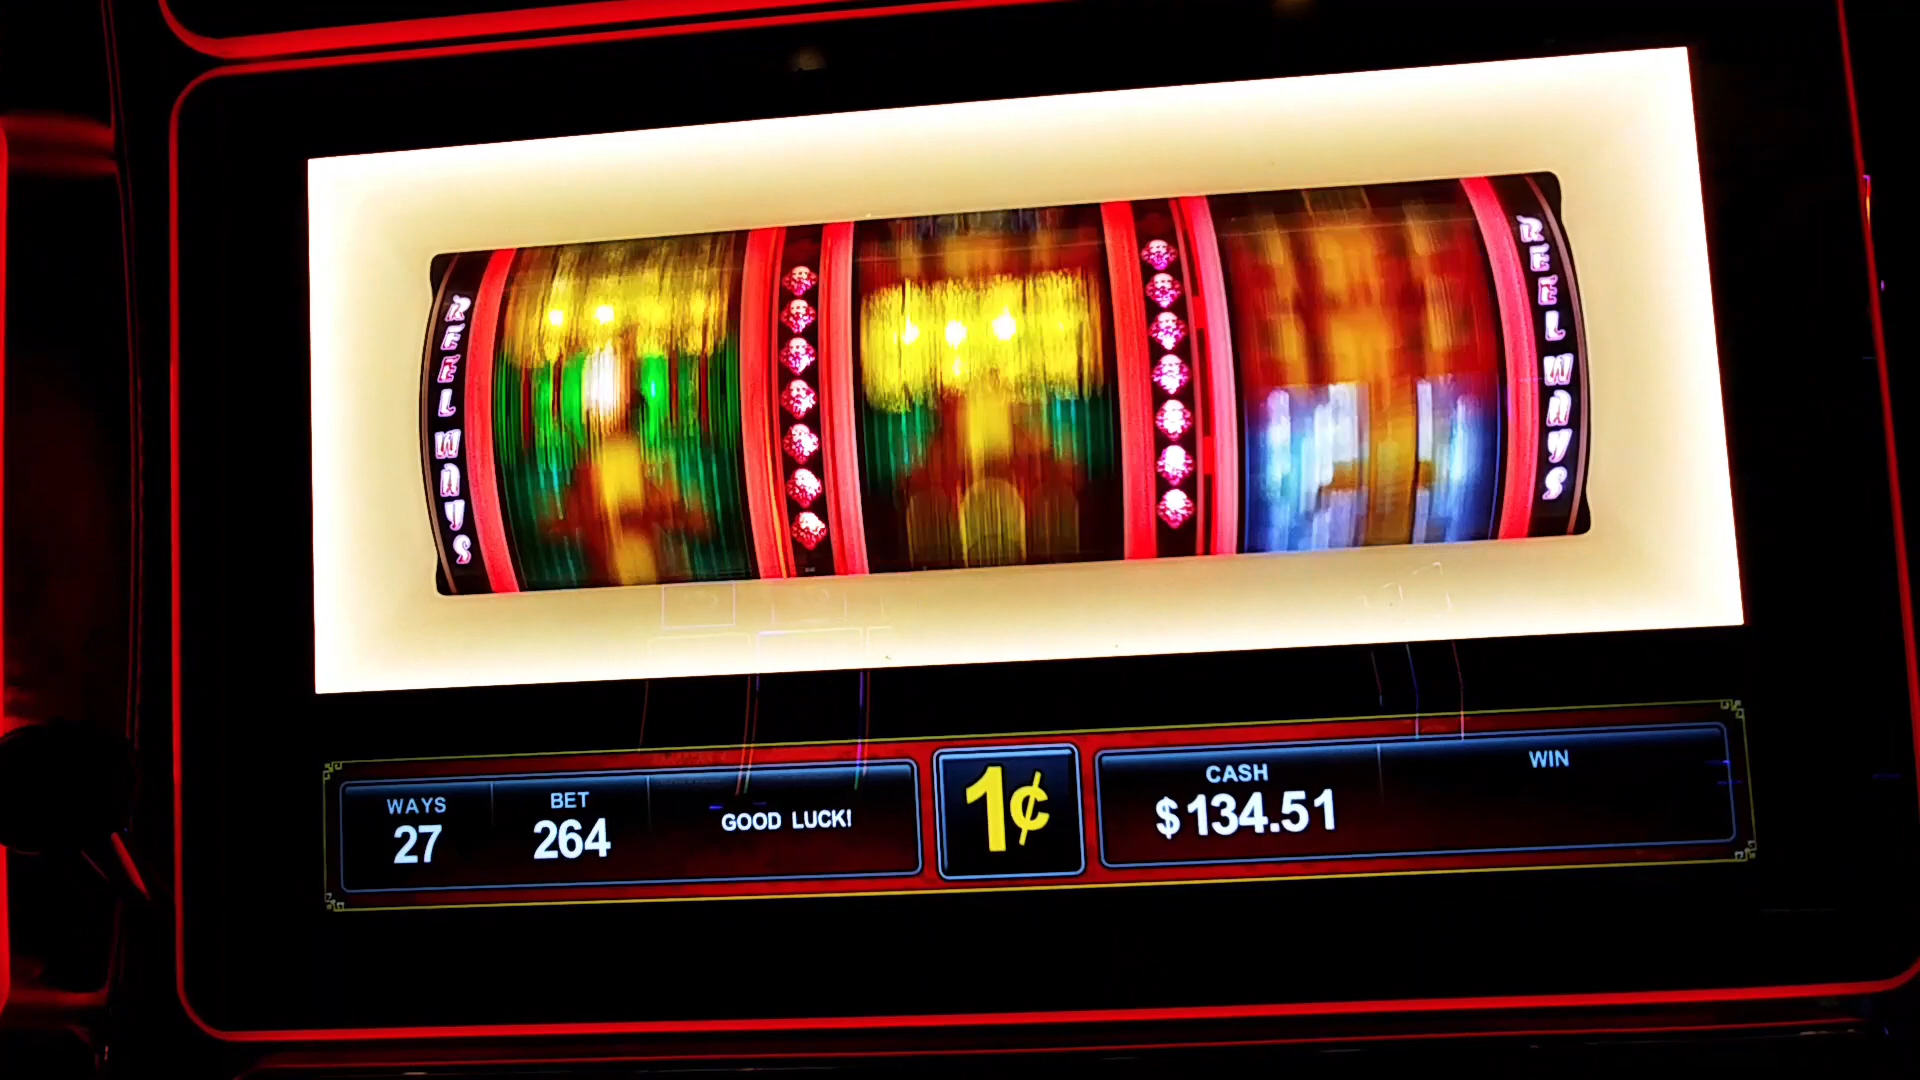 REEL WAYS
REEL WAYS
WAYS
27
BET
264
GOOD LUCK!
1¢
CASH
$134.51
WIN